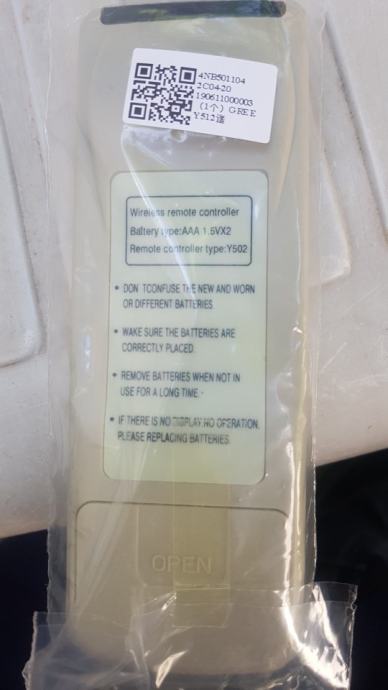 4NB501104
2C04-20
190611000003
(1个) GREE
Y512遥
Wireless remote controller
Battery type:AAA 1.5VX2
Remote controller type:Y502
• DON TCONFUSE THE NEW AND WORN
OR DIFFERENT BATTERIES.
• WAKE SURE THE BATTERIES ARE
CORRECTLY PLACED.
• REMOVE BATTERIES WHEN NOT IN
USE FOR A LONG TIME.
• IF THERE IS NO DISPLAY.NO OPERATION,
PLEASE REPLACING BATTERIES.
OPEN